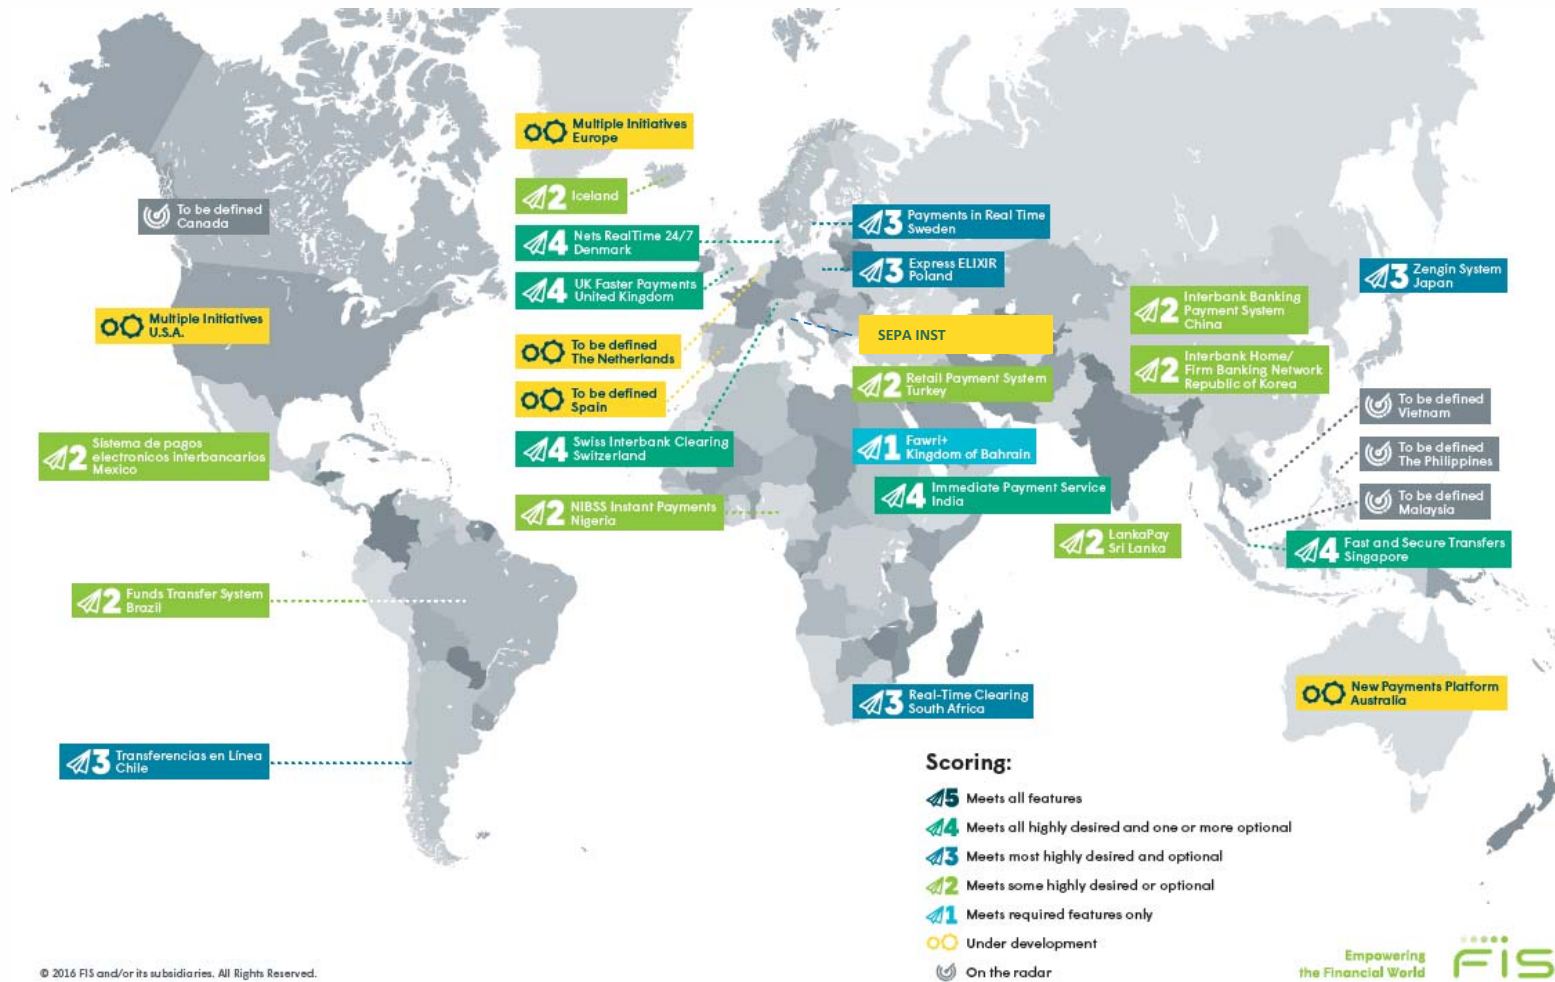 Multiple Initiatives
Europe
2 Iceland
To be defined
Canada
4 Nets RealTime 24/7
Denmark
3 Payments in Real Time
Sweden
4 UK Faster Payments
United Kingdom
3 Express ELIXIR
Poland
3 Zengin System
Japan
Multiple Initiatives
U.S.A.
2 Interbank Banking
Payment System
China
SEPA INST
To be defined
The Netherlands
2 Interbank Home/
Firm Banking Network
Republic of Korea
2 Retail Payment System
Turkey
To be defined
Spain
To be defined
Vietnam
2 Sistema de pagos
electronicos interbancarios
Mexico
4 Swiss Interbank Clearing
Switzerland
1 Fawri+
Kingdom of Bahrain
To be defined
The Philippines
4 Immediate Payment Service
India
To be defined
Malaysia
2 NIBSS Instant Payments
Nigeria
2 LankaPay
Sri Lanka
4 Fast and Secure Transfers
Singapore
2 Funds Transfer System
Brazil
3 Real-Time Clearing
South Africa
New Payments Platform
Australia
3 Transferencias en Línea
Chile
Scoring:
5 Meets all features
4 Meets all highly desired and one or more optional
3 Meets most highly desired and optional
2 Meets some highly desired or optional
1 Meets required features only
Under development
On the radar
© 2016 FIS and/or its subsidiaries. All Rights Reserved.
Empowering
the Financial World
FIS